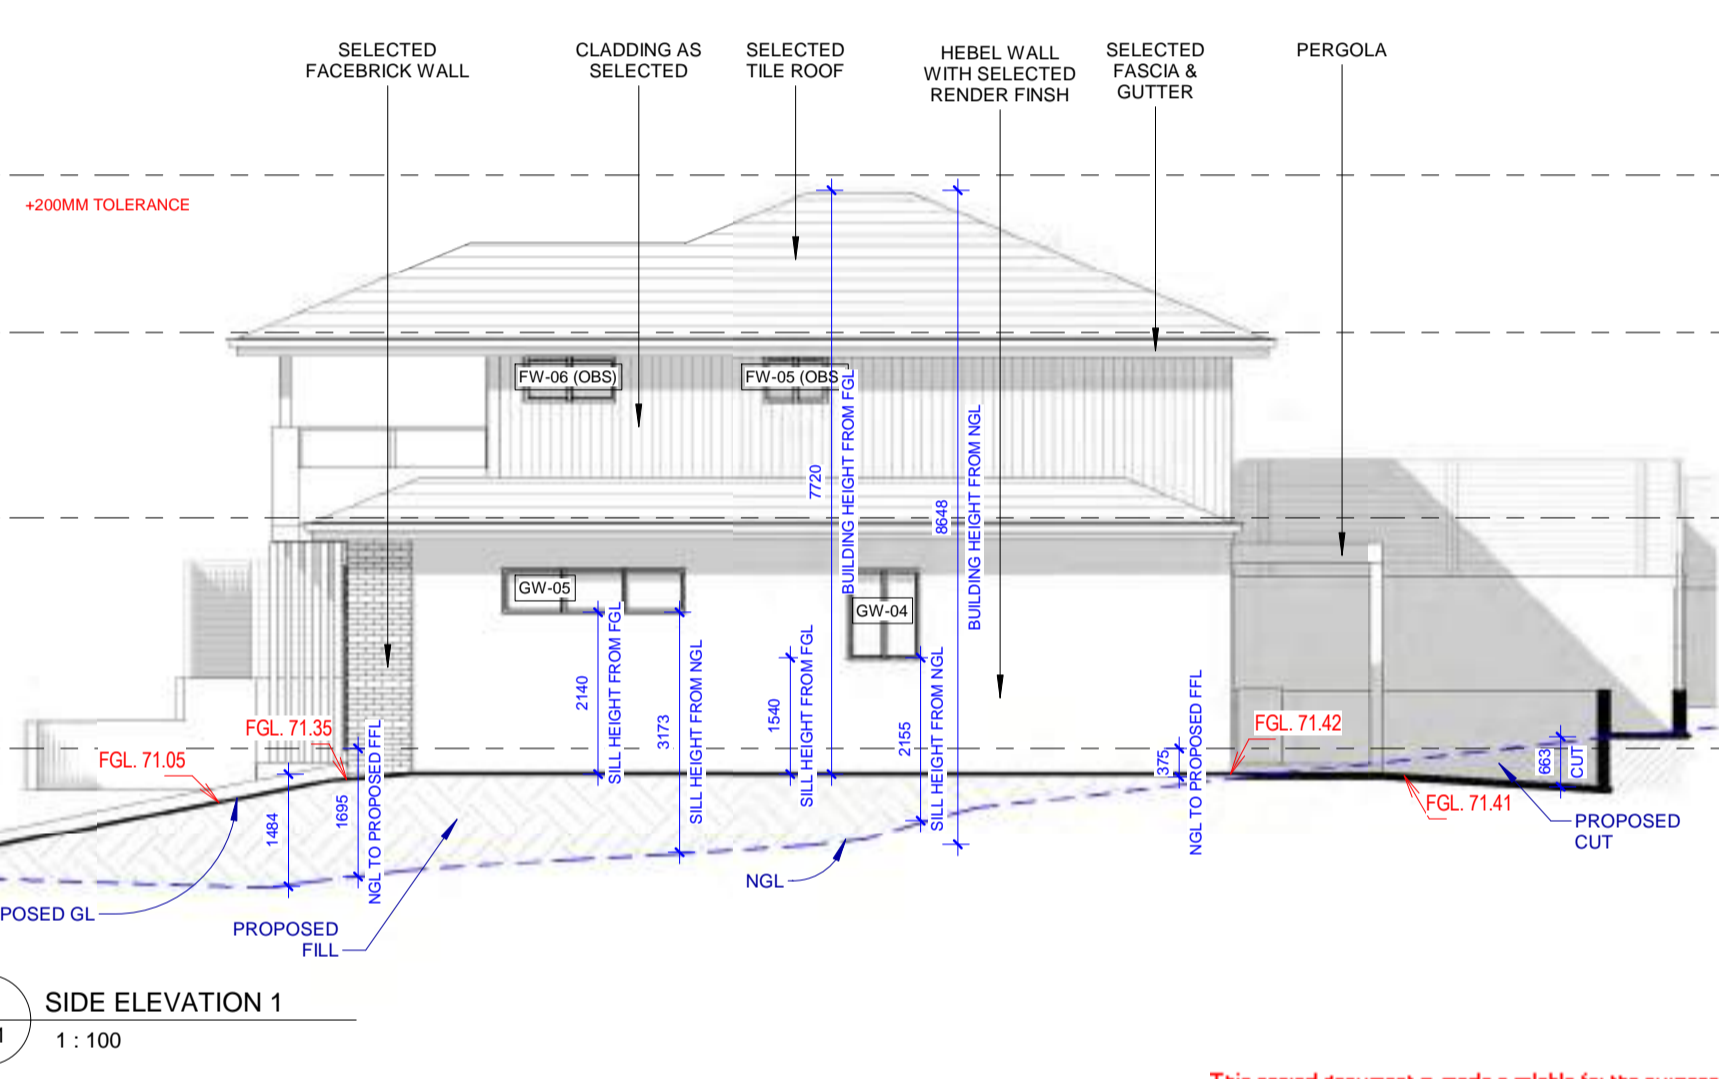 SELECTED
FACEBRICK WALL
CLADDING AS
SELECTED
SELECTED
TILE ROOF
HEBEL WALL
WITH SELECTED
RENDER FINSH
SELECTED
FASCIA &
GUTTER
PERGOLA
+200MM TOLERANCE
FW-06 (OBS)
FW-05 (OBS
7720
BUILDING HEIGHT FROM FGL
8648
BUILDING HEIGHT FROM NGL
GW-05
GW-04
2140
SILL HEIGHT FROM FGL
3173
SILL HEIGHT FROM NGL
1540
SILL HEIGHT FROM FGL
2155
SILL HEIGHT FROM NGL
375
NGL TO PROPOSED FFL
FGL. 71.35
FGL. 71.05
FGL. 71.42
FGL. 71.41
663
CUT
1484
1695
NGL TO PROPOSED FFL
PROPOSED
CUT
NGL
POSED GL
PROPOSED
FILL
SIDE ELEVATION 1
1 : 100